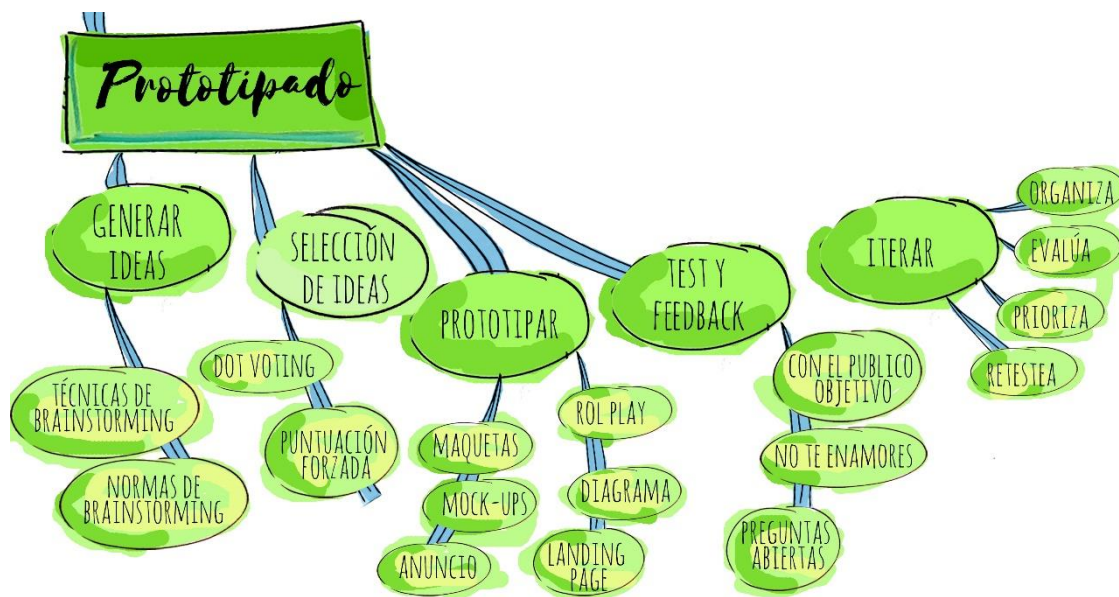 Prototipado
GENERAR
IDEAS
TÉCNICAS DE
BRAINSTORMING
NORMAS DE
BRAINSTORMING
SELECCIÓN
DE IDEAS
DOT VOTING
PUNTUACIÓN
FORZADA
PROTOTIPAR
MAQUETAS
MOCK-UPS
ANUNCIO
ROL PLAY
DIAGRAMA
LANDING
PAGE
TEST Y
FEEDBACK
CON EL PUBLICO
OBJETIVO
NO TE ENAMORES
PREGUNTAS
ABIERTAS
ITERAR
ORGANIZA
EVALÚA
PRIORIZA
RETESTEA